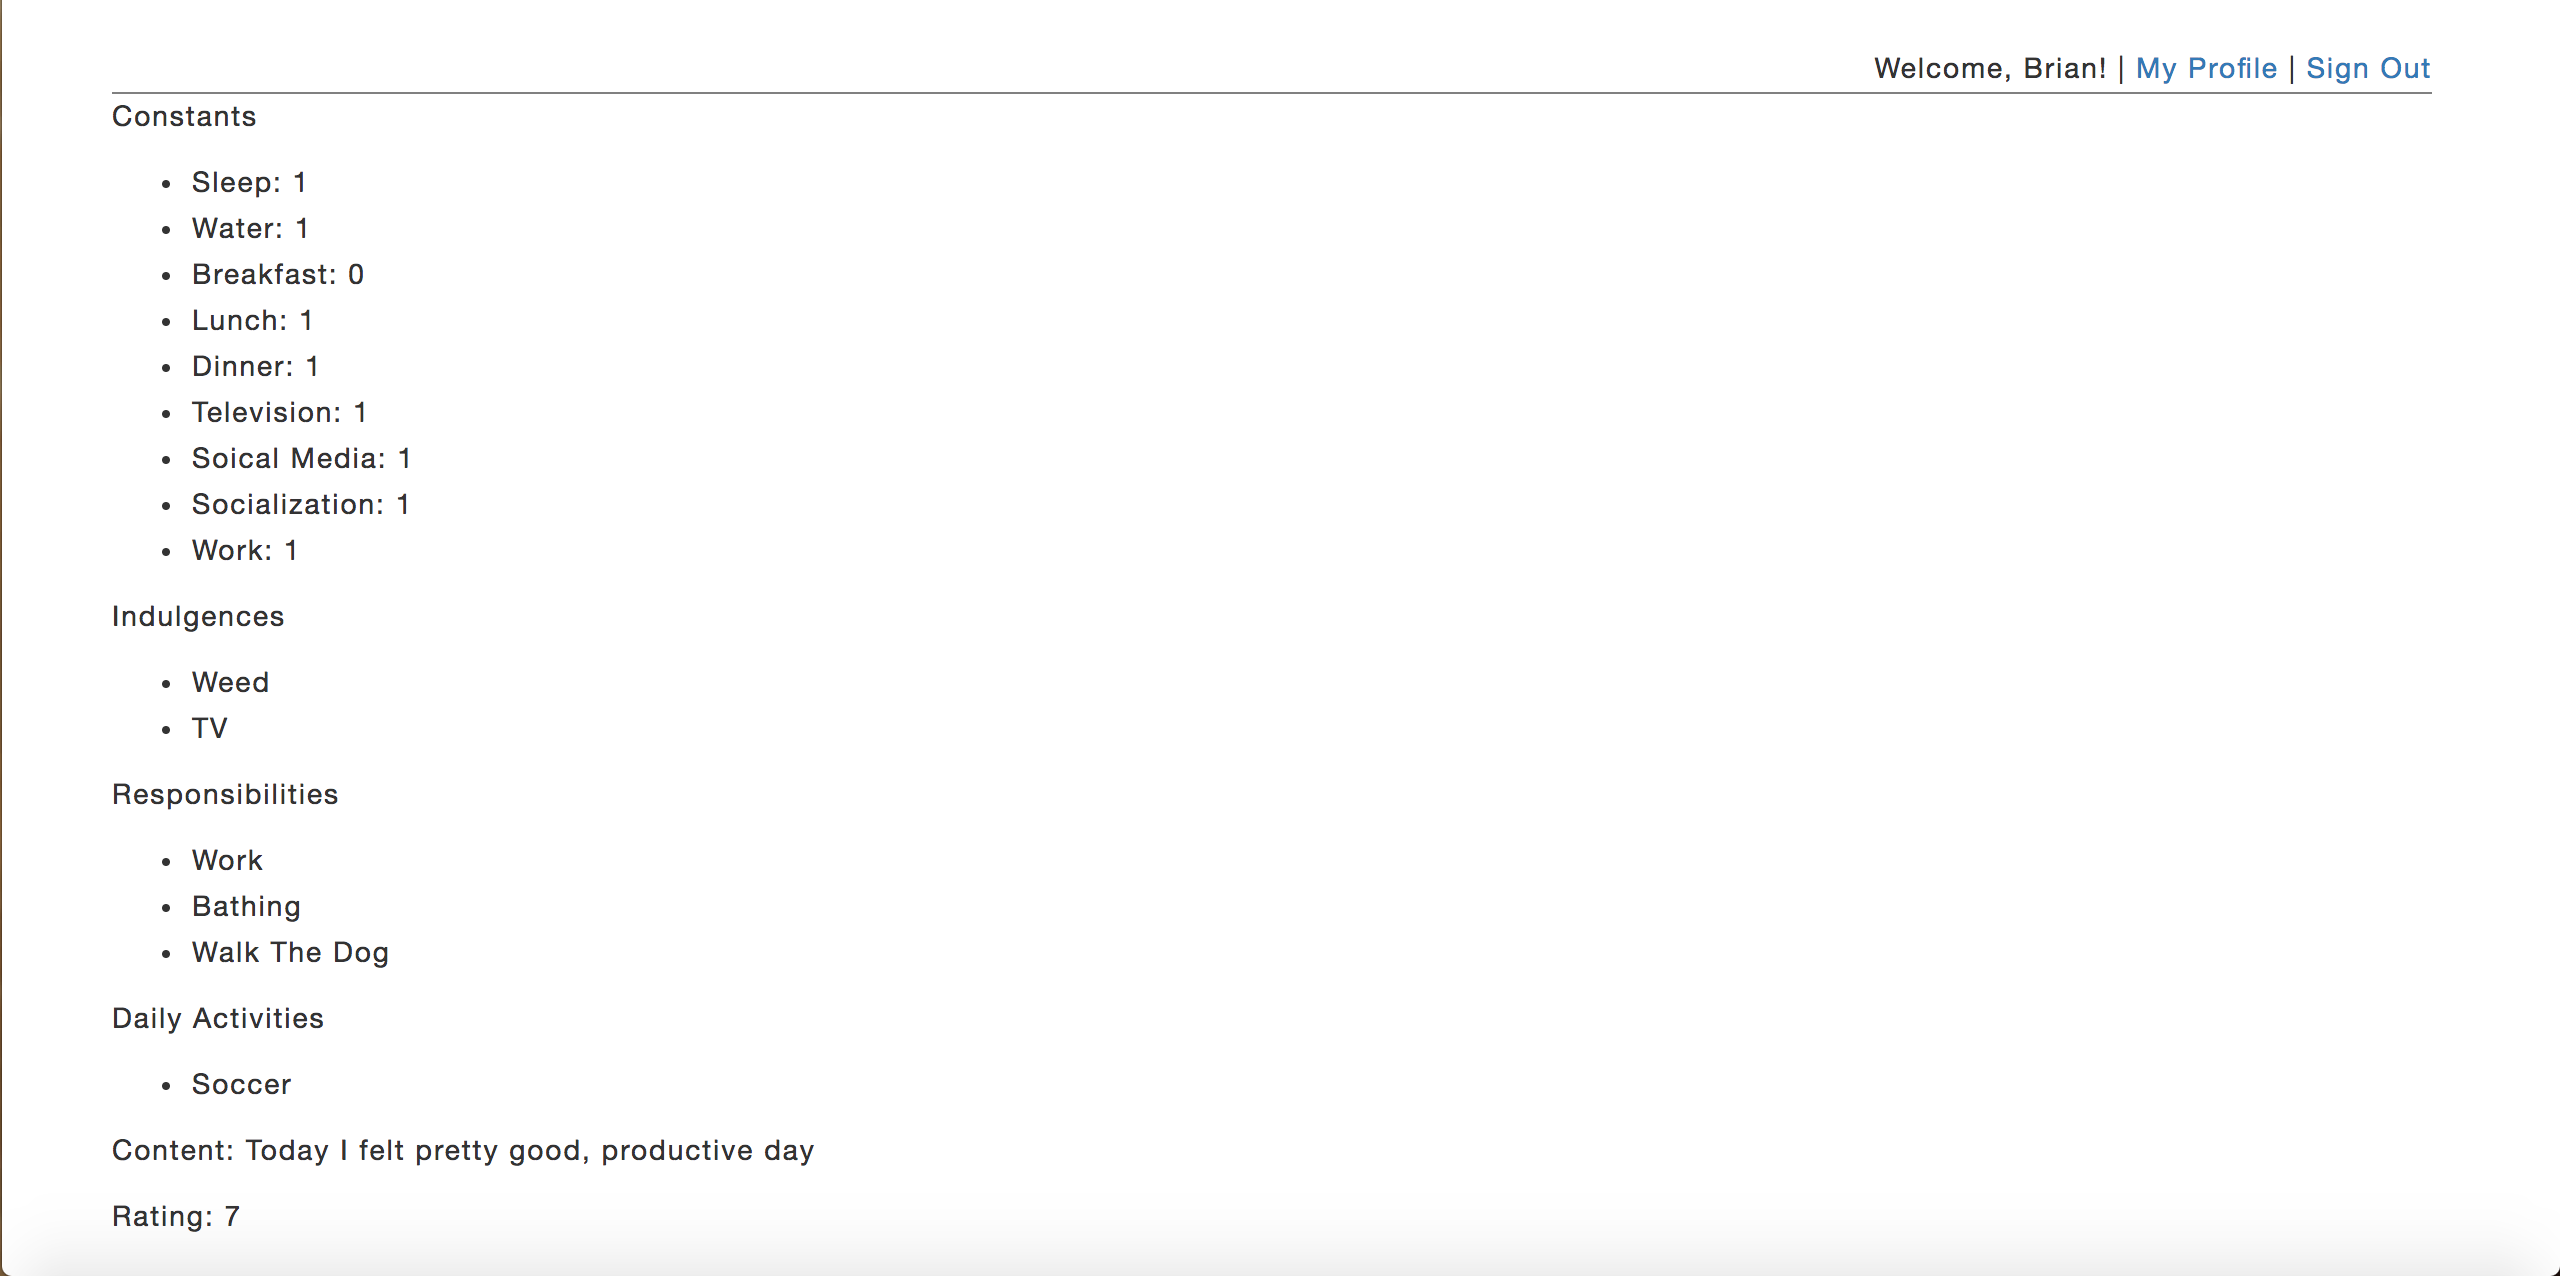 Welcome, Brian! | My Profile | Sign Out
Constants
• Sleep: 1
• Water: 1
• Breakfast: 0
• Lunch: 1
• Dinner: 1
• Television: 1
• Soical Media: 1
• Socialization: 1
• Work: 1
Indulgences
• Weed
• TV
Responsibilities
• Work
• Bathing
• Walk The Dog
Daily Activities
• Soccer
Content: Today I felt pretty good, productive day
Rating: 7